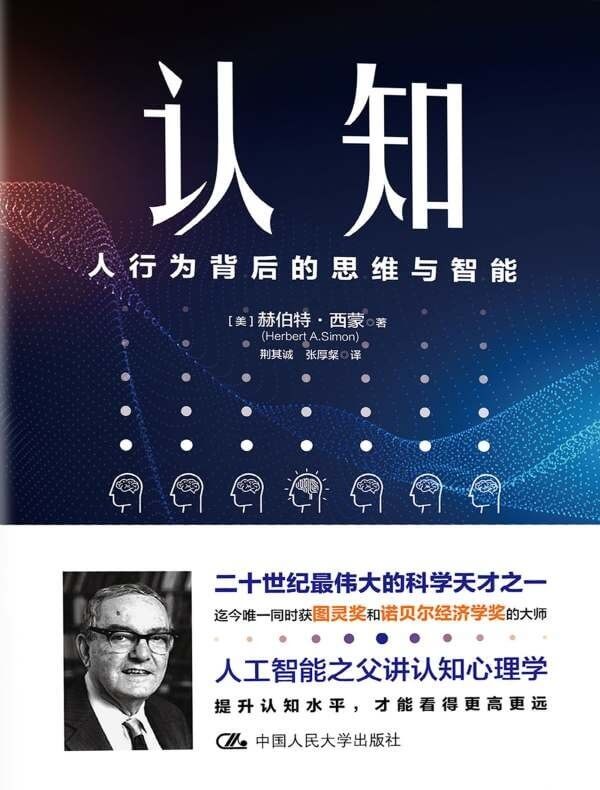 认知
人行为背后的思维与智能
［美］赫伯特·西蒙 著
(Herbert A.Simon)
荆其诚 张厚粲 译
二十世纪最伟大的科学天才之一
迄今唯一同时获图灵奖和诺贝尔经济学奖的大师
人工智能之父讲认知心理学
提升认知水平，才能看得更高更远
中国人民大学出版社